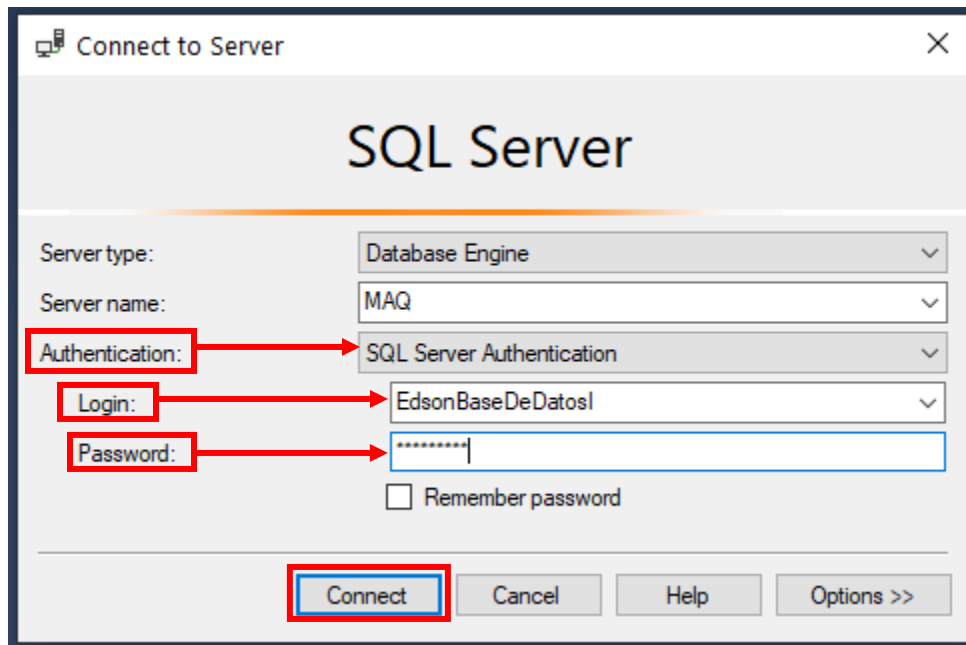 Connect to Server
SQL Server
Server type: Database Engine
Server name: MAQ
Authentication: SQL Server Authentication
Login: EdsonBaseDeDatosI
Password: *********
Remember password
Connect Cancel Help Options >>